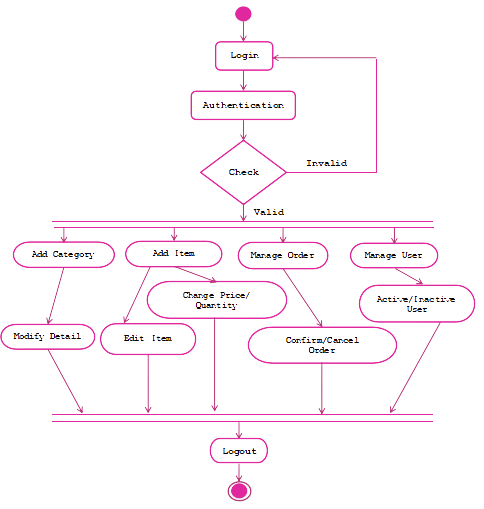 Login
Authentication
Check
Invalid
Valid
Add Category
Add Item
Manage Order
Manage User
Change Price/
Quantity
Active/Inactive
User
Modify Detail
Edit Item
Confirm/Cancel
Order
Logout